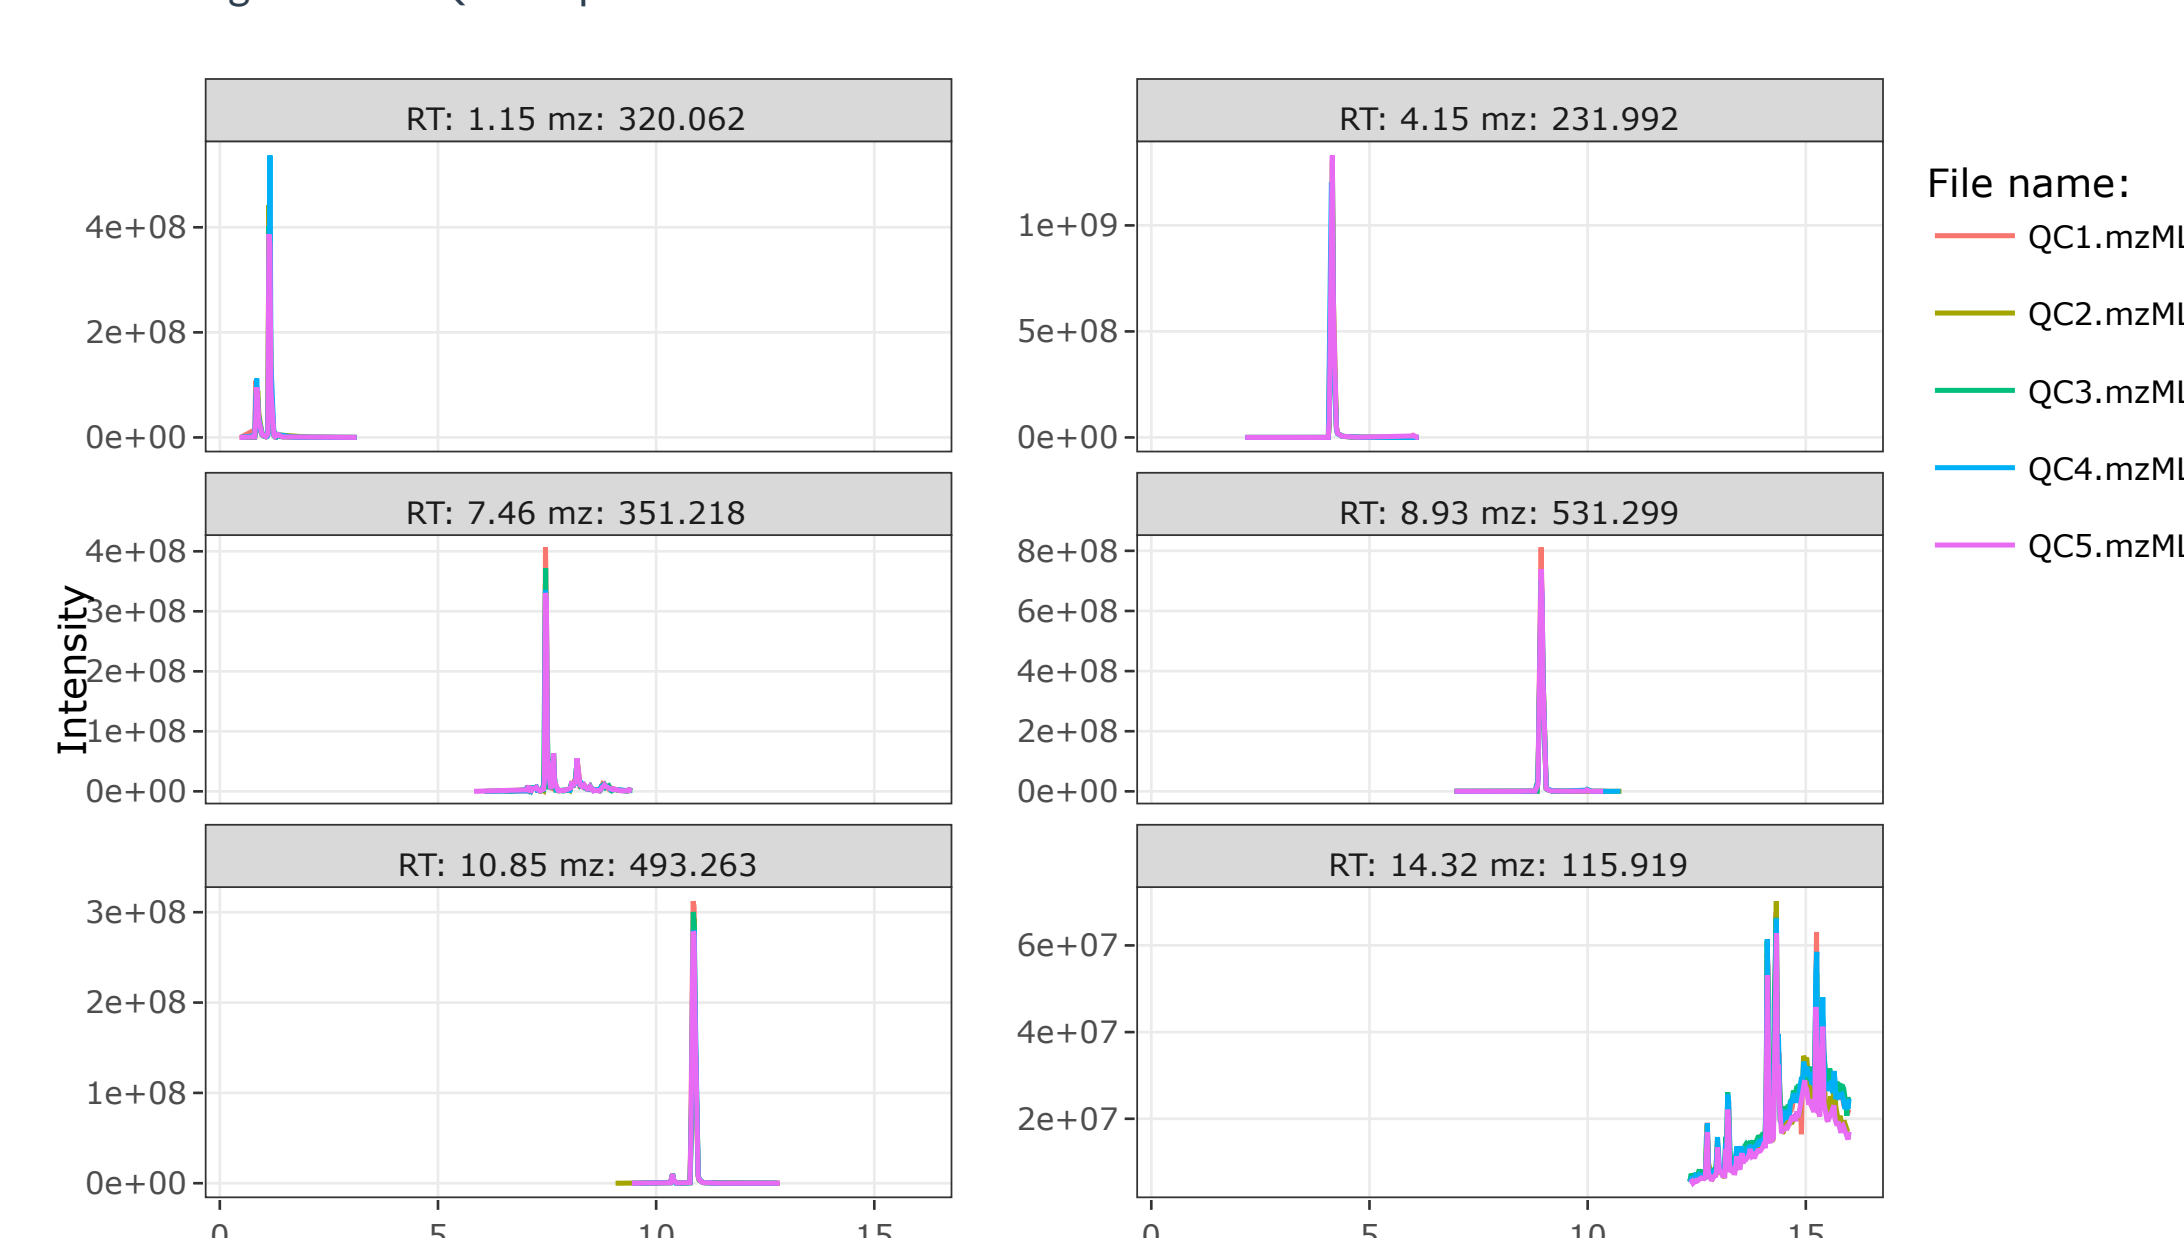 RT: 1.15 mz: 320.062
4e+08
2e+08
0e+00
RT: 4.15 mz: 231.992
1e+09
5e+08
0e+00
File name:
QC1.mzML
QC2.mzML
QC3.mzML
QC4.mzML
QC5.mzML
Intensity
RT: 7.46 mz: 351.218
4e+08
3e+08
2e+08
1e+08
0e+00
RT: 8.93 mz: 531.299
8e+08
6e+08
4e+08
2e+08
0e+00
RT: 10.85 mz: 493.263
3e+08
2e+08
1e+08
0e+00
RT: 14.32 mz: 115.919
6e+07
4e+07
2e+07
0 5 10 15
0 5 10 15